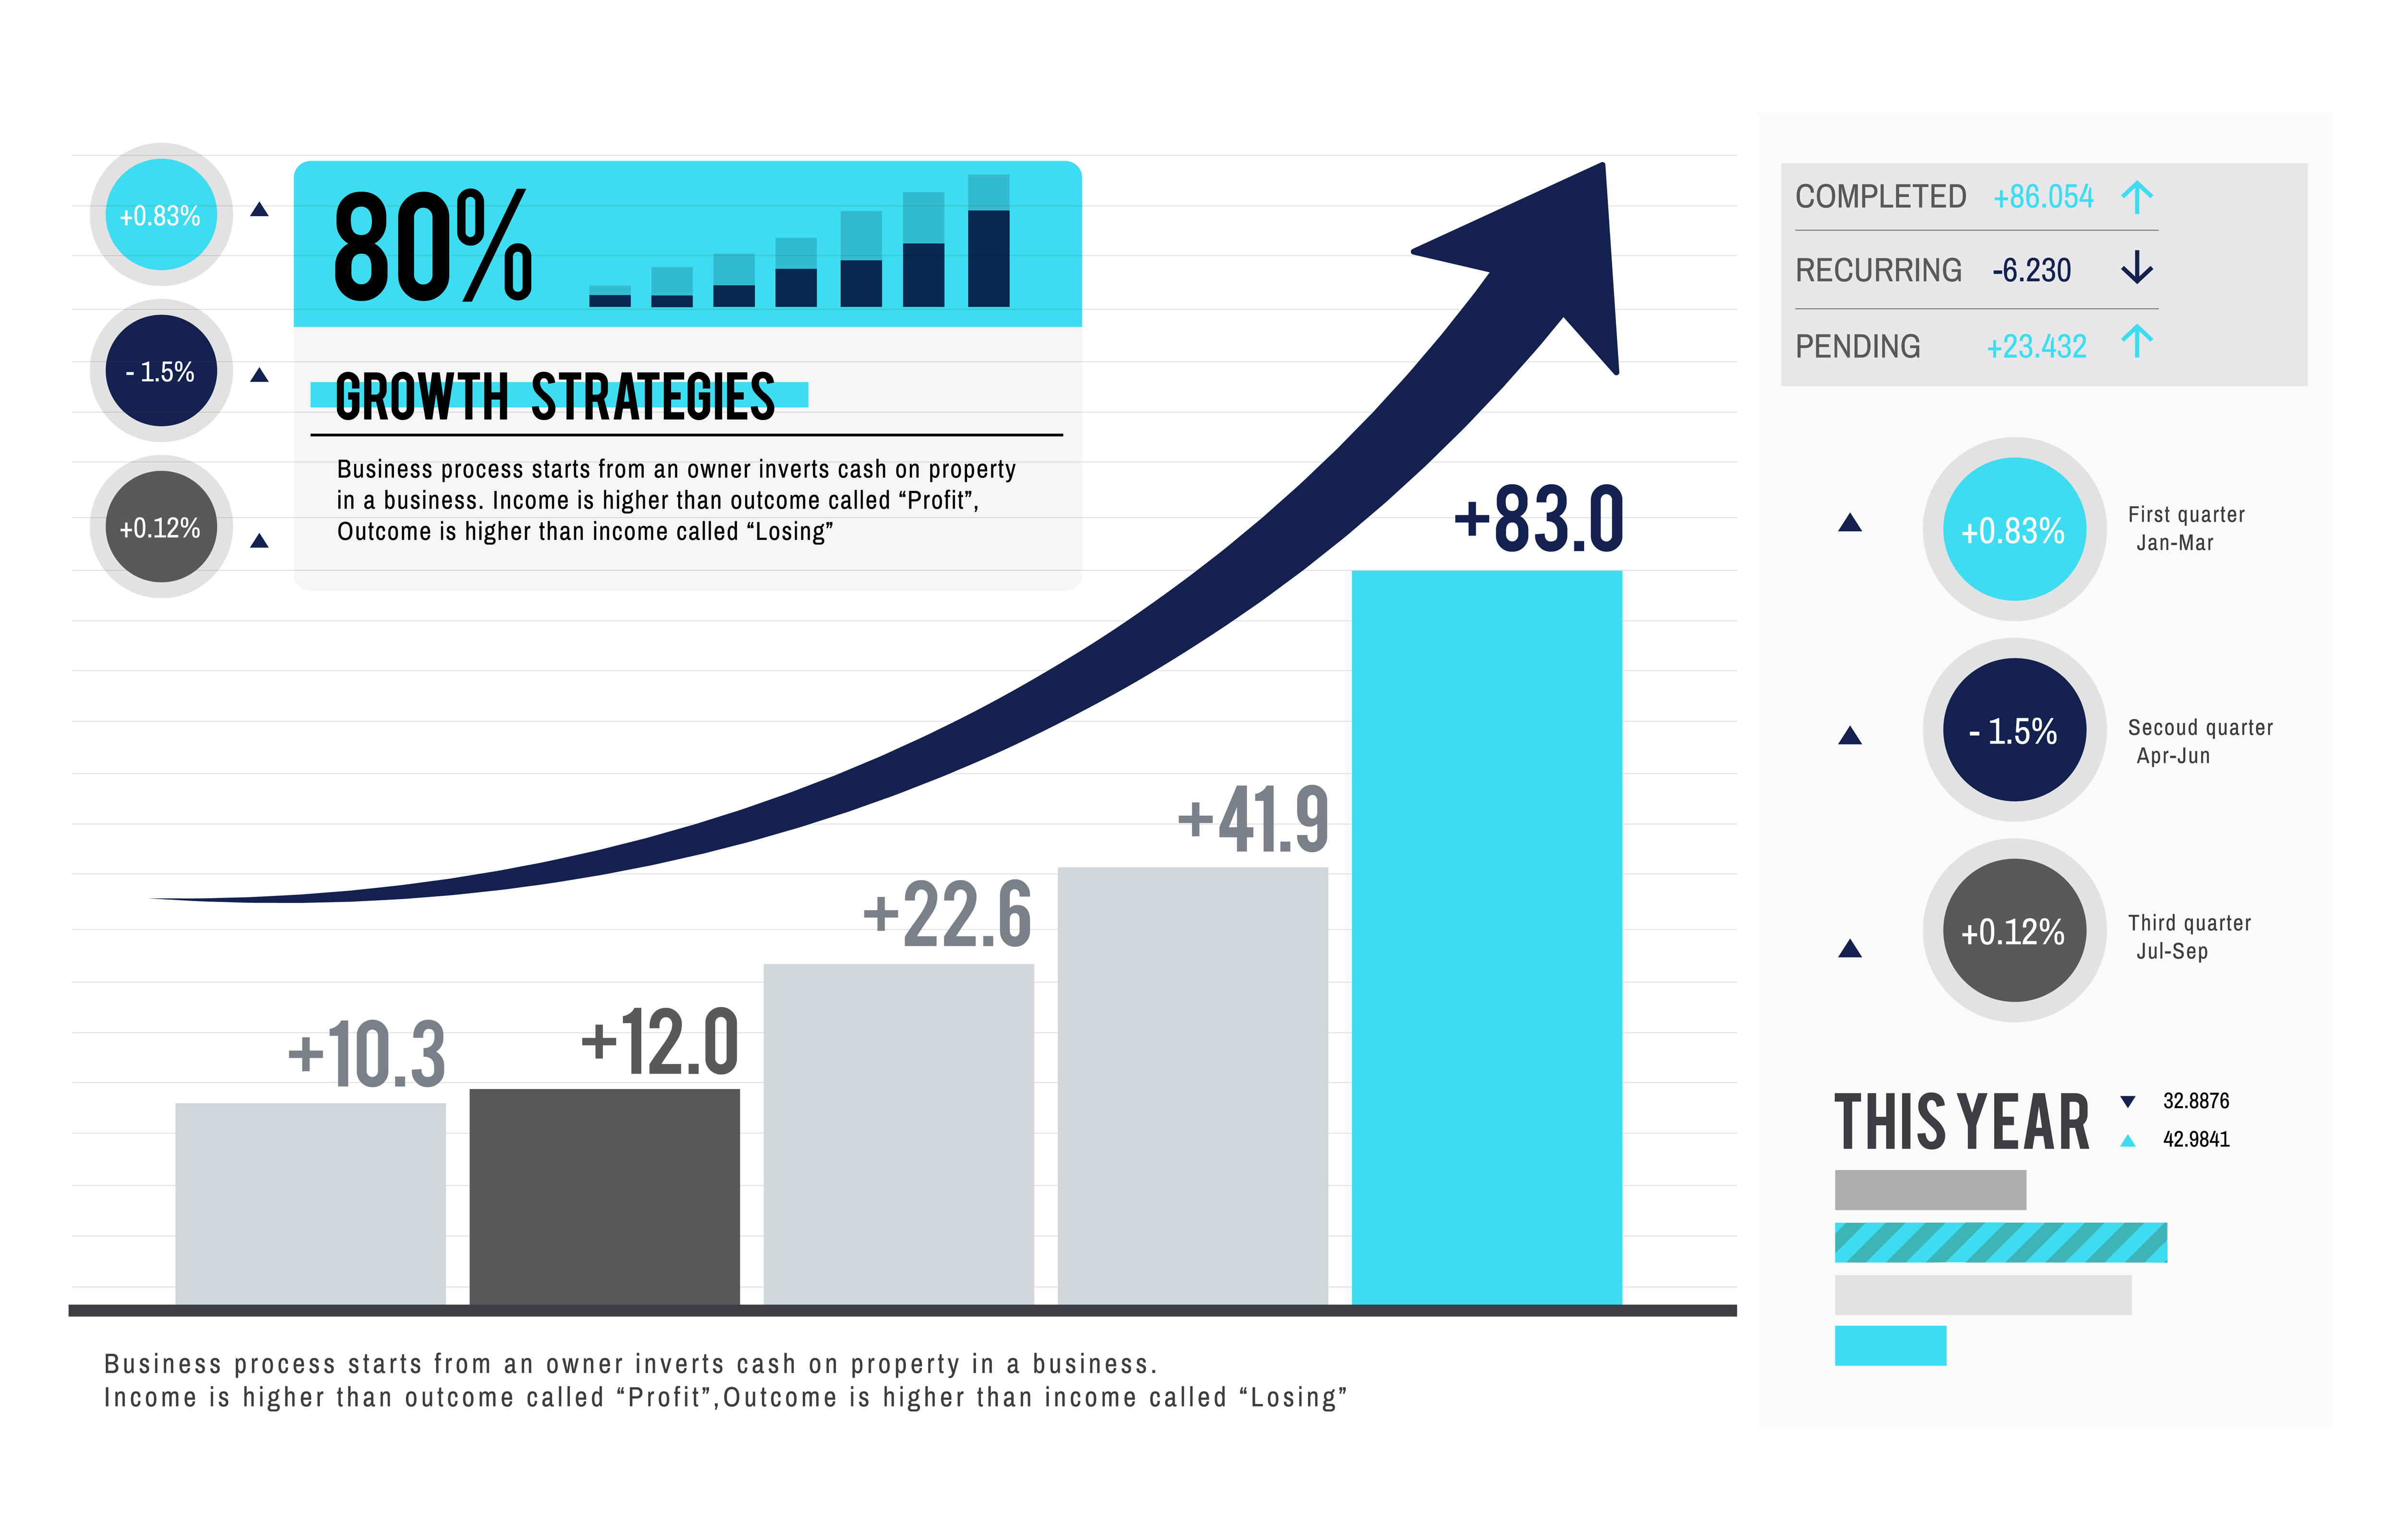 +0.83%
- 1.5%
+0.12%
80%
GROWTH STRATEGIES
Business process starts from an owner inverts cash on property
in a business. Income is higher than outcome called “Profit”,
Outcome is higher than income called “Losing”
+10.3
+12.0
+22.6
+41.9
+83.0
Business process starts from an owner inverts cash on property in a business.
Income is higher than outcome called “Profit”,Outcome is higher than income called “Losing”
COMPLETED +86.054
RECURRING -6.230
PENDING +23.432
+0.83%
First quarter
Jan-Mar
- 1.5%
Secoud quarter
Apr-Jun
+0.12%
Third quarter
Jul-Sep
THIS YEAR
32.8876
42.9841